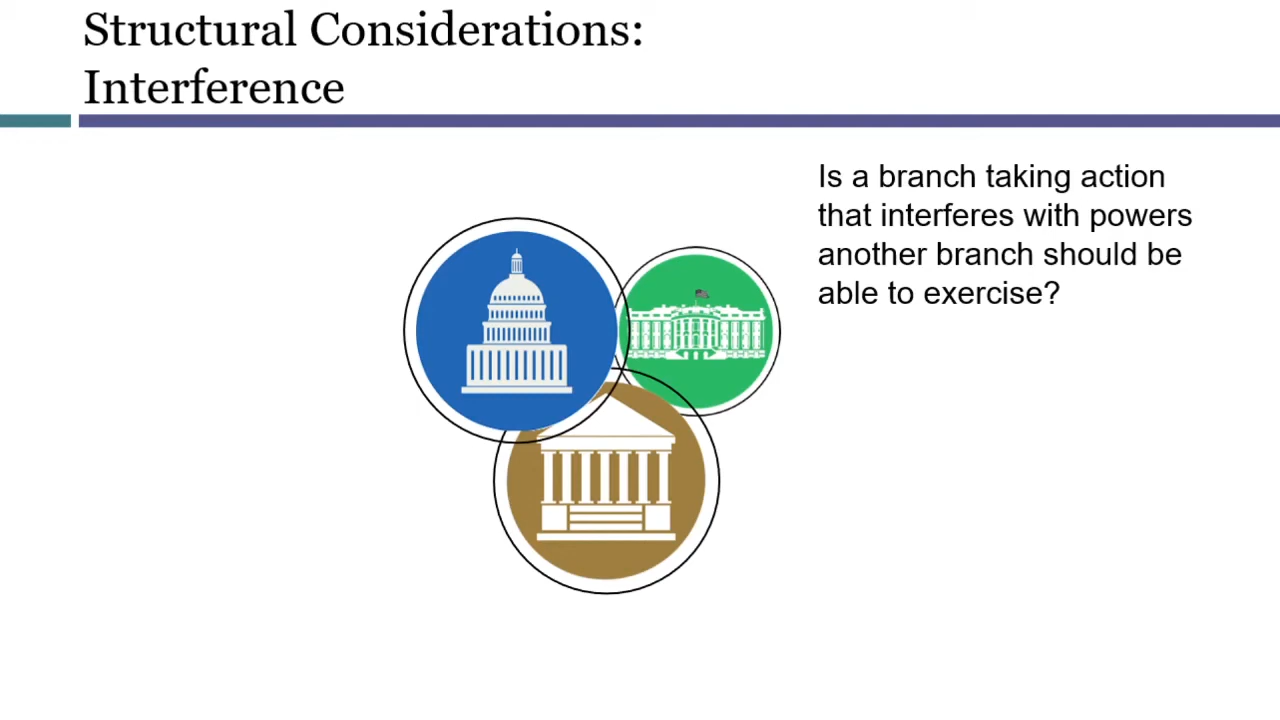 Structural Considerations:
Interference
Is a branch taking action
that interferes with powers
another branch should be
able to exercise?